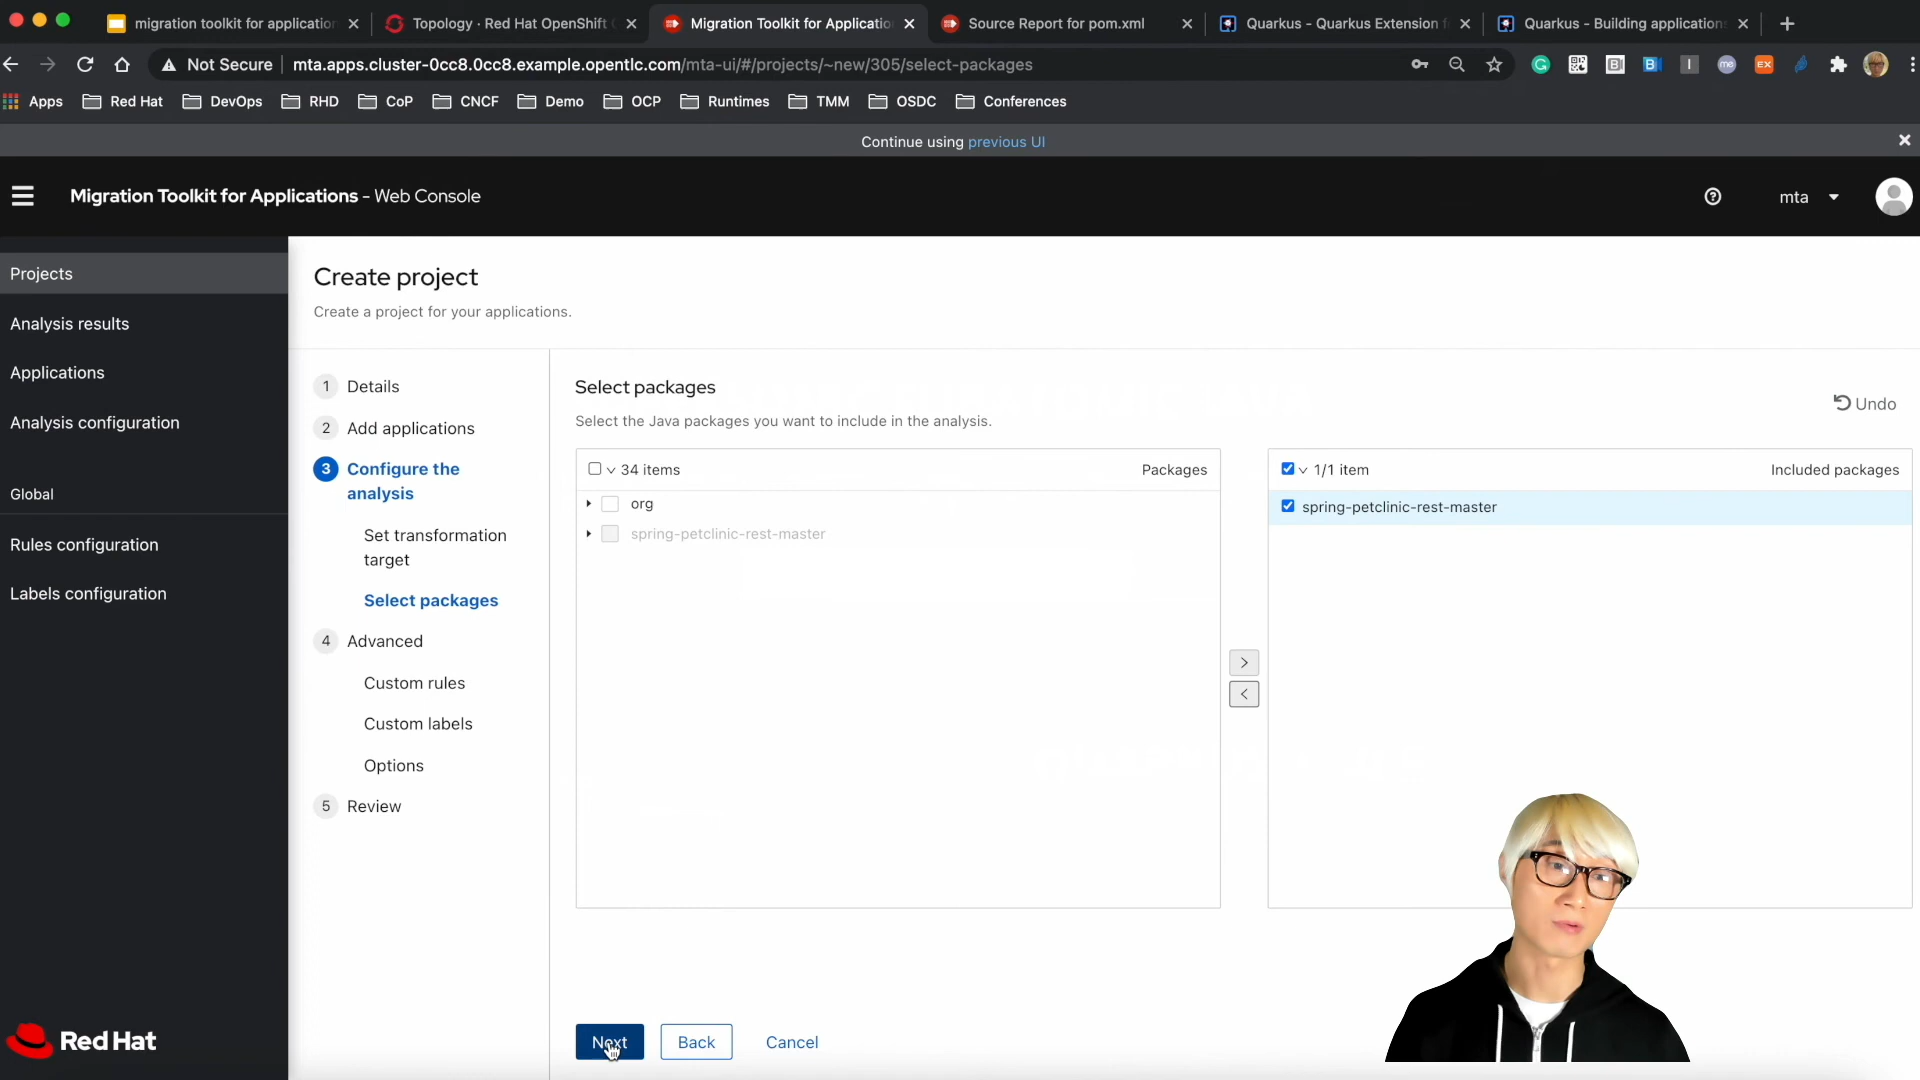 migration toolkit for application
Topology · Red Hat OpenShift
Migration Toolkit for Applicatio
Source Report for pom.xml
Quarkus - Quarkus Extension f
Quarkus - Building applications
Not Secure
mta.apps.cluster-0cc8.0cc8.example.opentlc.com/mta-ui/#/projects/~new/305/select-packages
Apps
Red Hat
DevOps
RHD
CoP
CNCF
Demo
OCP
Runtimes
TMM
OSDC
Conferences
Continue using previous UI
Migration Toolkit for Applications - Web Console
mta
Projects
Analysis results
Applications
Analysis configuration
Global
Rules configuration
Labels configuration
Red Hat
Create project
Create a project for your applications.
1 Details
2 Add applications
3 Configure the
analysis
Set transformation
target
Select packages
4 Advanced
Custom rules
Custom labels
Options
5 Review
Select packages
Select the Java packages you want to include in the analysis.
Undo
34 items
Packages
org
spring-petclinic-rest-master
1/1 item
Included packages
spring-petclinic-rest-master
Next
Back
Cancel